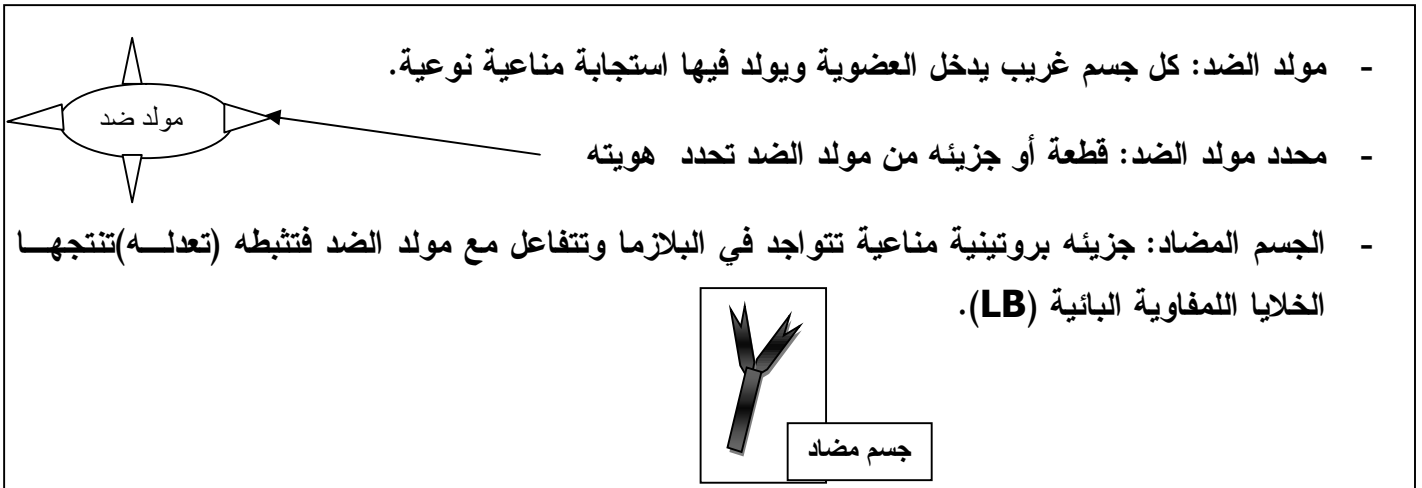 - مولد الضد: كل جسم غريب يدخل العضوية ويولد فيها استجابة مناعية نوعية.
مولد ضد
- محدد مولد الضد: قطعة أو جزيئه من مولد الضد تحدد هويته
- الجسم المضاد: جزيئه بروتينية مناعية تتواجد في البلازما وتتفاعل مع مولد الضد فتثبطه (تعدلـــه)تنتجهـــا
الخلايا اللمفاوية البائية (LB).
جسم مضاد